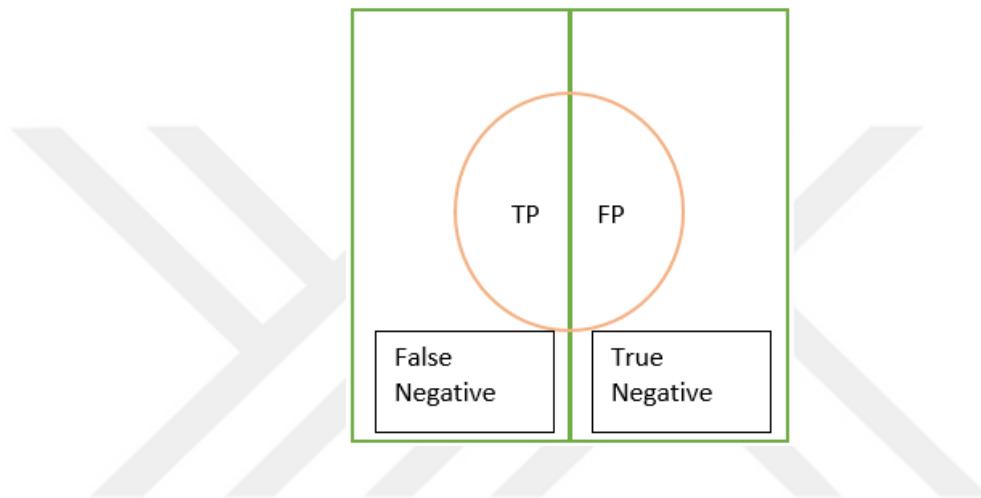 TP FP
False
Negative
True
Negative